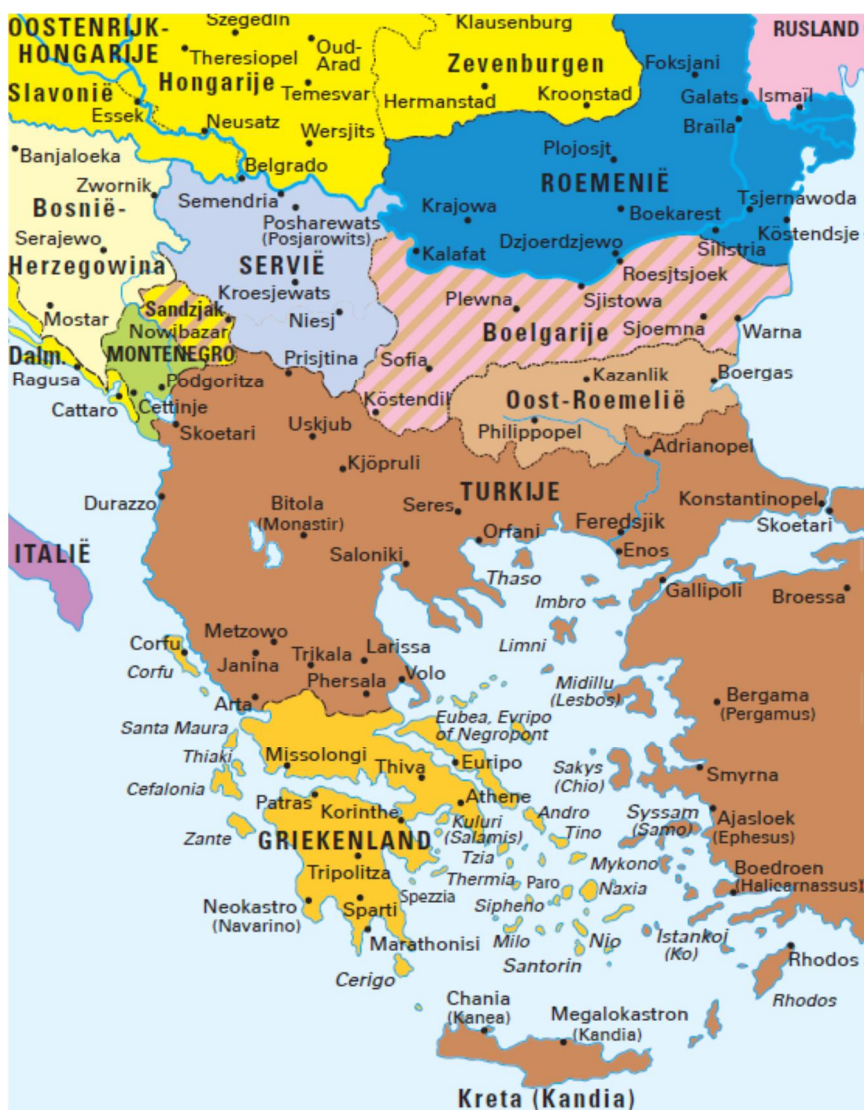 OOSTENRIJK-
HONGARIJE
Szegedin
Klausenburg
RUSLAND
Theresiopel
Oud-
Arad
Foksjani
Hongarije
Zevenburgen
Slavonië
Temesvar
Hermanstad
Kroonstad
Galats
Ismaïl
Essek
Neusatz
Wersjits
Braïla
Banjaloeka
Belgrado
Plojosjt
Zwornik
Semendria
ROEMENIË
Bosnië-
Herzegowina
Posharewats
(Posjarowits)
Krajowa
Boekarest
Tsjernawoda
Serajewo
Kalafat
Dzjoerdzjewo
Silistria
Köstendsje
SERVIË
Roesjtsjoek
Kroesjewats
Sandzjak
Nowibazar
Plewna
Sjistowa
Mostar
Niesj
Boelgarije
Sjoemna
Warna
Dalm.
MONTENEGRO
Prisjtina
Sofia
Ragusa
Podgoritza
Kazanlik
Boergas
Cattaro
Cettinje
Köstendil
Oost-Roemelië
Skoetari
Uskjub
Philippopel
Adrianopel
Kjöpruli
Durazzo
Bitola
(Monastir)
Seres
TURKIJE
Konstantinopel
Skoetari
Orfani
Feredsjik
ITALIË
Saloniki
Enos
Thaso
Gallipoli
Broessa
Imbro
Corfu
Corfu
Metzowo
Larissa
Limni
Janina
Trikala
Volo
Phersala
Midillu
(Lesbos)
Bergama
(Pergamus)
Arta
Santa Maura
Eubea, Evripo
of Negropont
Thiaki
Missolongi
Thiva
Euripo
Sakys
(Chio)
Smyrna
Cefalonia
Patras
Athene
Korinthe
Kuluri
(Salamis)
Andro
Syssam
(Samo)
Ajasloek
(Ephesus)
Zante
GRIEKENLAND
Tino
Tzia
Tripolitza
Thermia
Mykono
Boedroen
(Halicarnassus)
Spezzia
Paro
Naxia
Neokastro
(Navarino)
Sparti
Sipheno
Marathonisi
Milo
Nio
Istankoj
(Ko)
Rhodos
Rhodos
Cerigo
Santorin
Chania
(Kanea)
Megalokastron
(Kandia)
Kreta (Kandia)